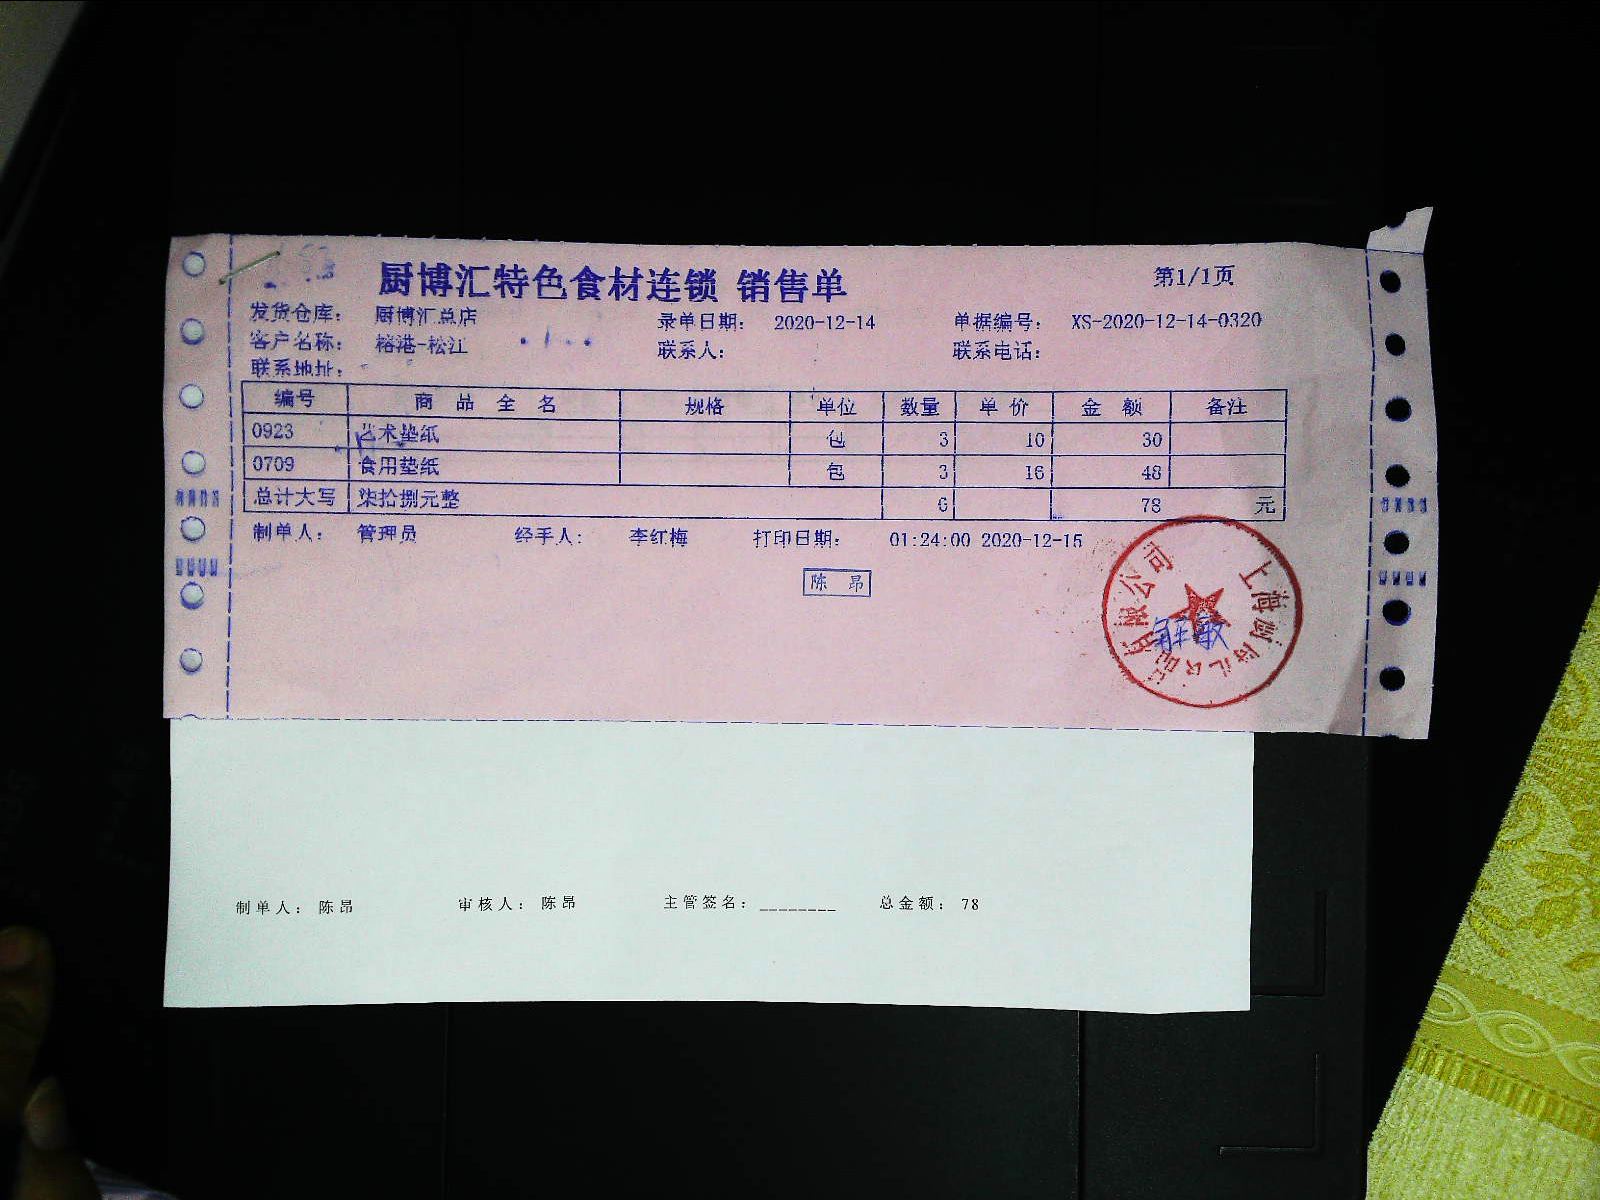 厨博汇特色食材连锁 销售单 第1/1页
发货仓库： 厨博汇总店 录单日期： 2020-12-14 单据编号： XS-2020-12-14-0320
客户名称： 榕港-松江 联系人： 联系电话：
联系地址：
编号 商品全名 规格 单位 数量 单价 金额 备注
0923 艺术垫纸 包 3 10 30
0709 食用垫纸 包 3 16 48
总计大写 柒拾捌元整 6 78 元
制单人： 管理员 经手人： 李红梅 打印日期： 01:24:00 2020-12-15
陈昂
上海 有限公司
制单人： 陈昂 审核人： 陈昂 主管签名：________ 总金额： 78